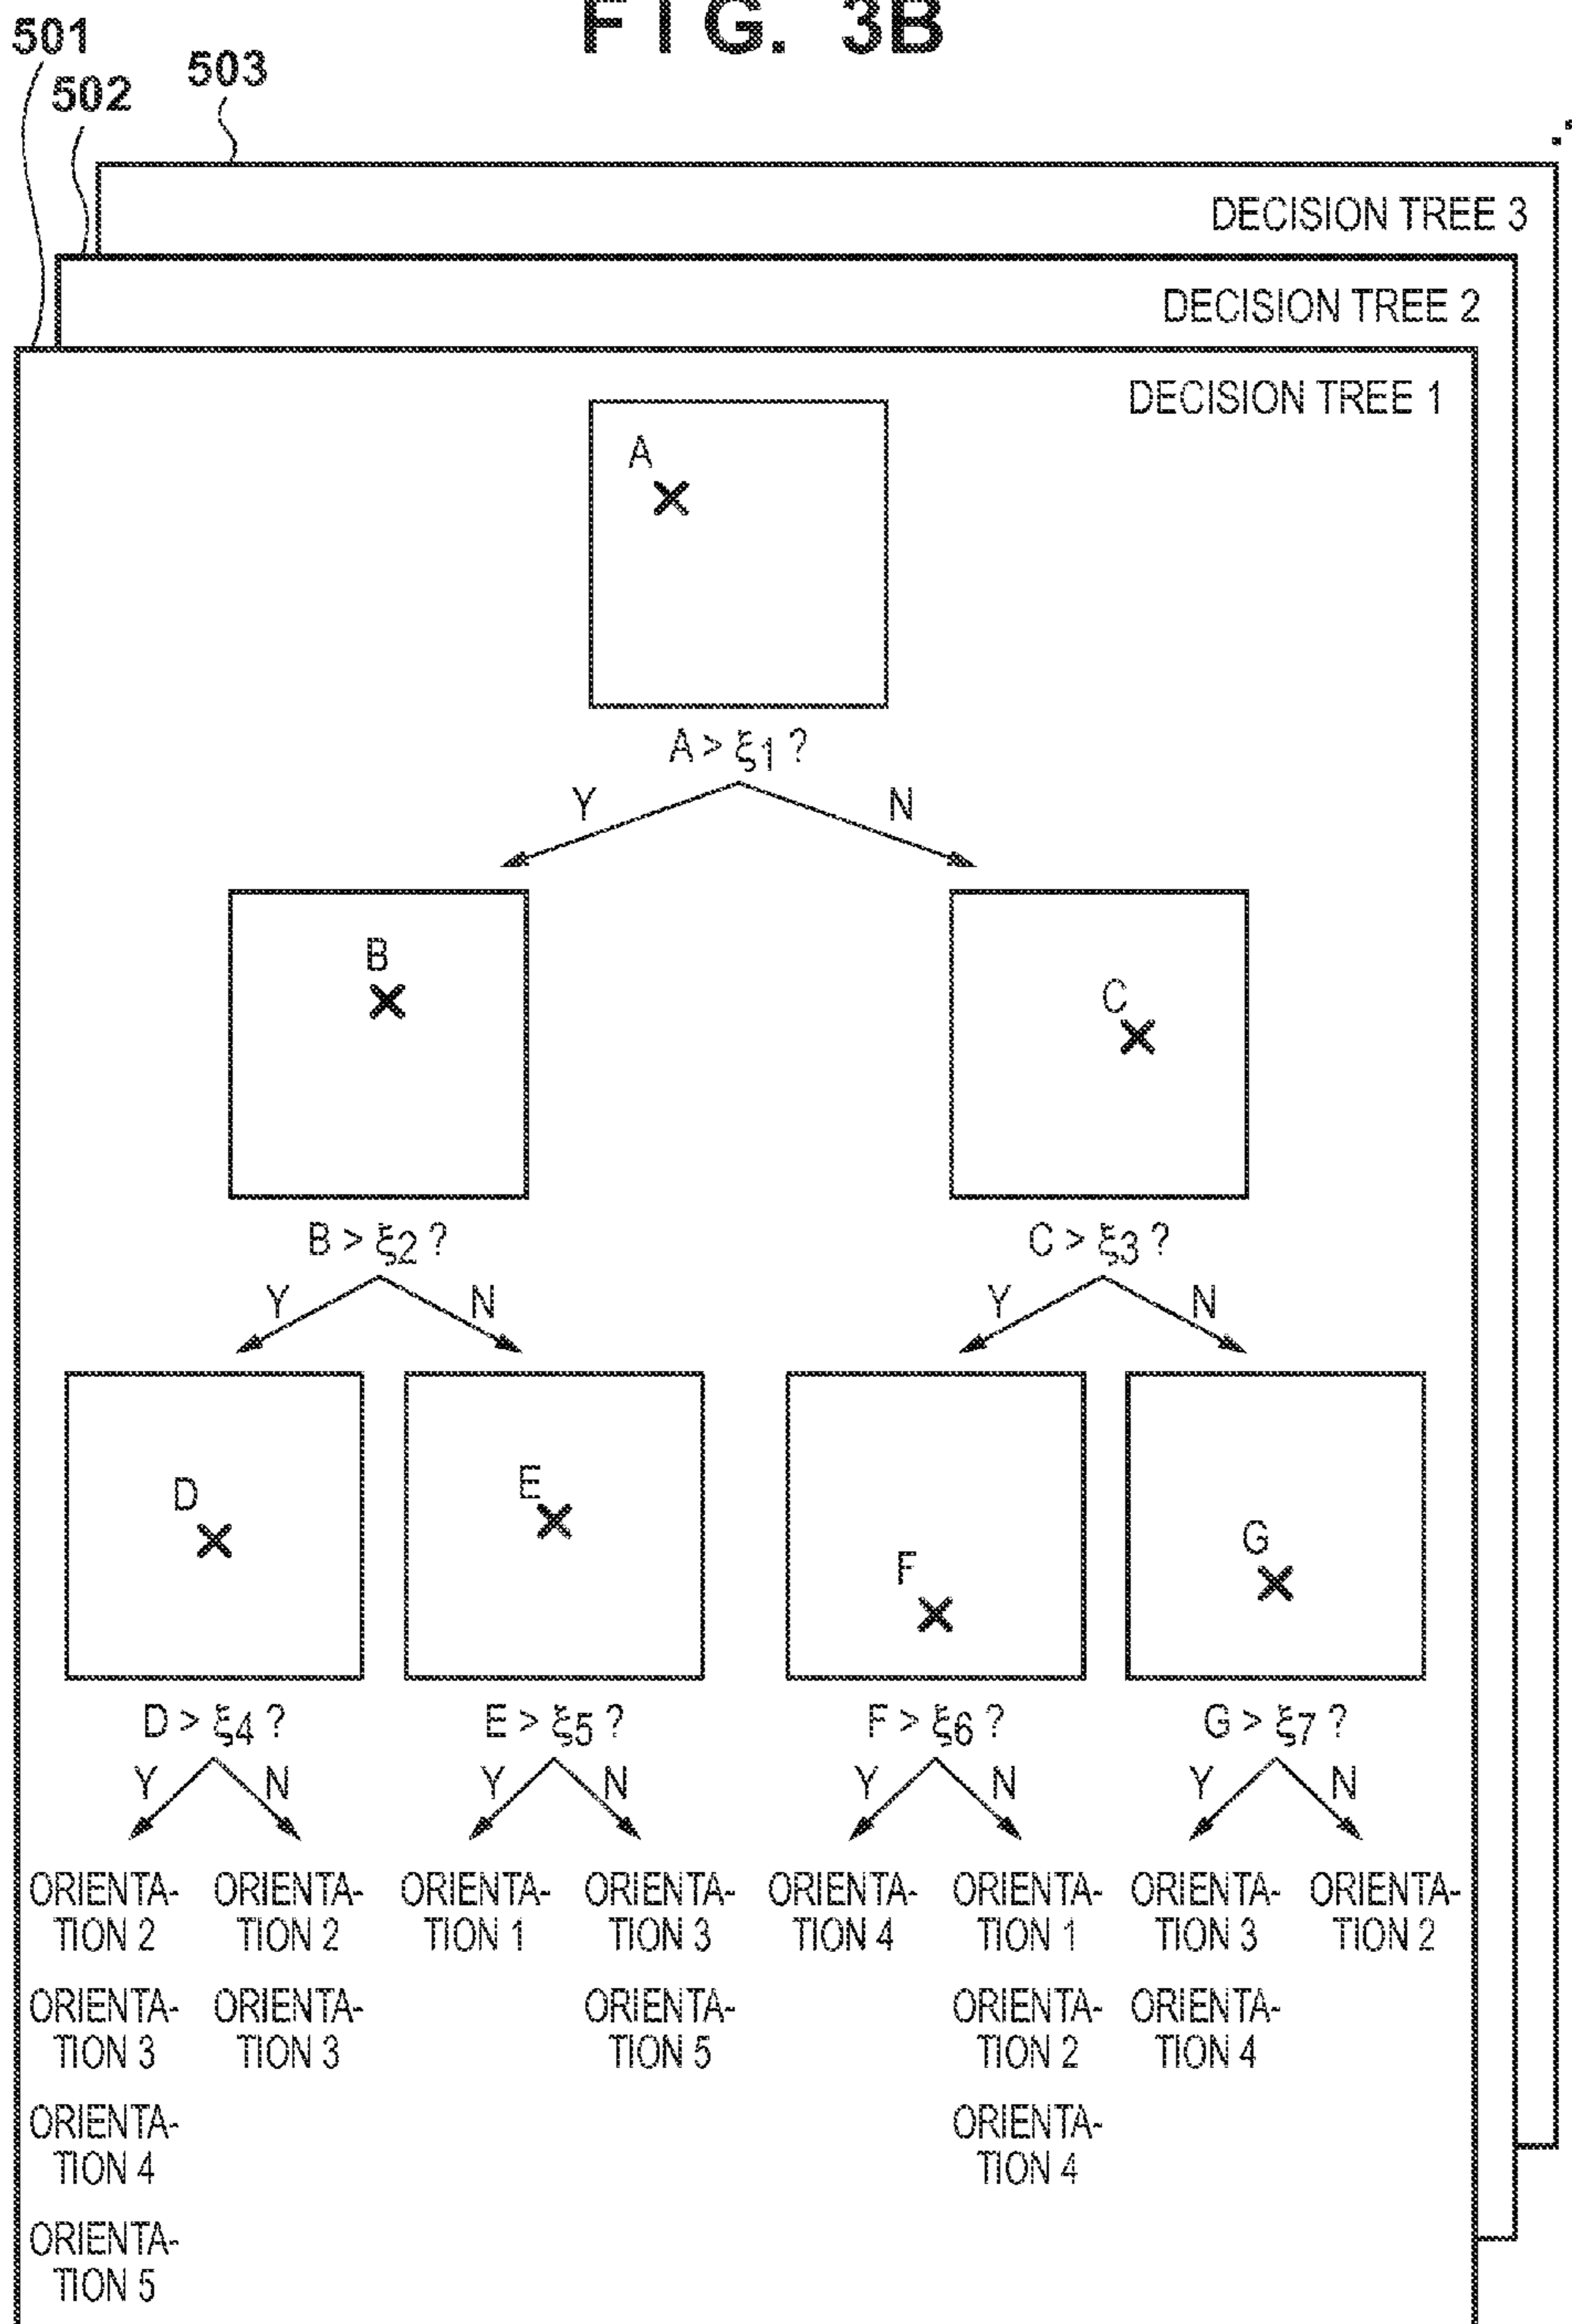 FIG. 3B
501
503
502
DECISION TREE 3
DECISION TREE 2
DECISION TREE 1
A
A > ξ1 ?
Y N
B
C
B > ξ2 ?
C > ξ3 ?
Y N
Y N
D
E
F
G
D > ξ4 ?
E > ξ5 ?
F > ξ6 ?
G > ξ7 ?
Y N
Y N
Y N
Y N
ORIENTA- ORIENTA- ORIENTA- ORIENTA- ORIENTA- ORIENTA- ORIENTA- ORIENTA-
TION 2 TION 2 TION 1 TION 3 TION 4 TION 1 TION 3 TION 2
ORIENTA- ORIENTA- ORIENTA- ORIENTA- ORIENTA-
TION 3 TION 3 TION 5 TION 2 TION 4
ORIENTA- ORIENTA-
TION 4 TION 4
ORIENTA-
TION 5